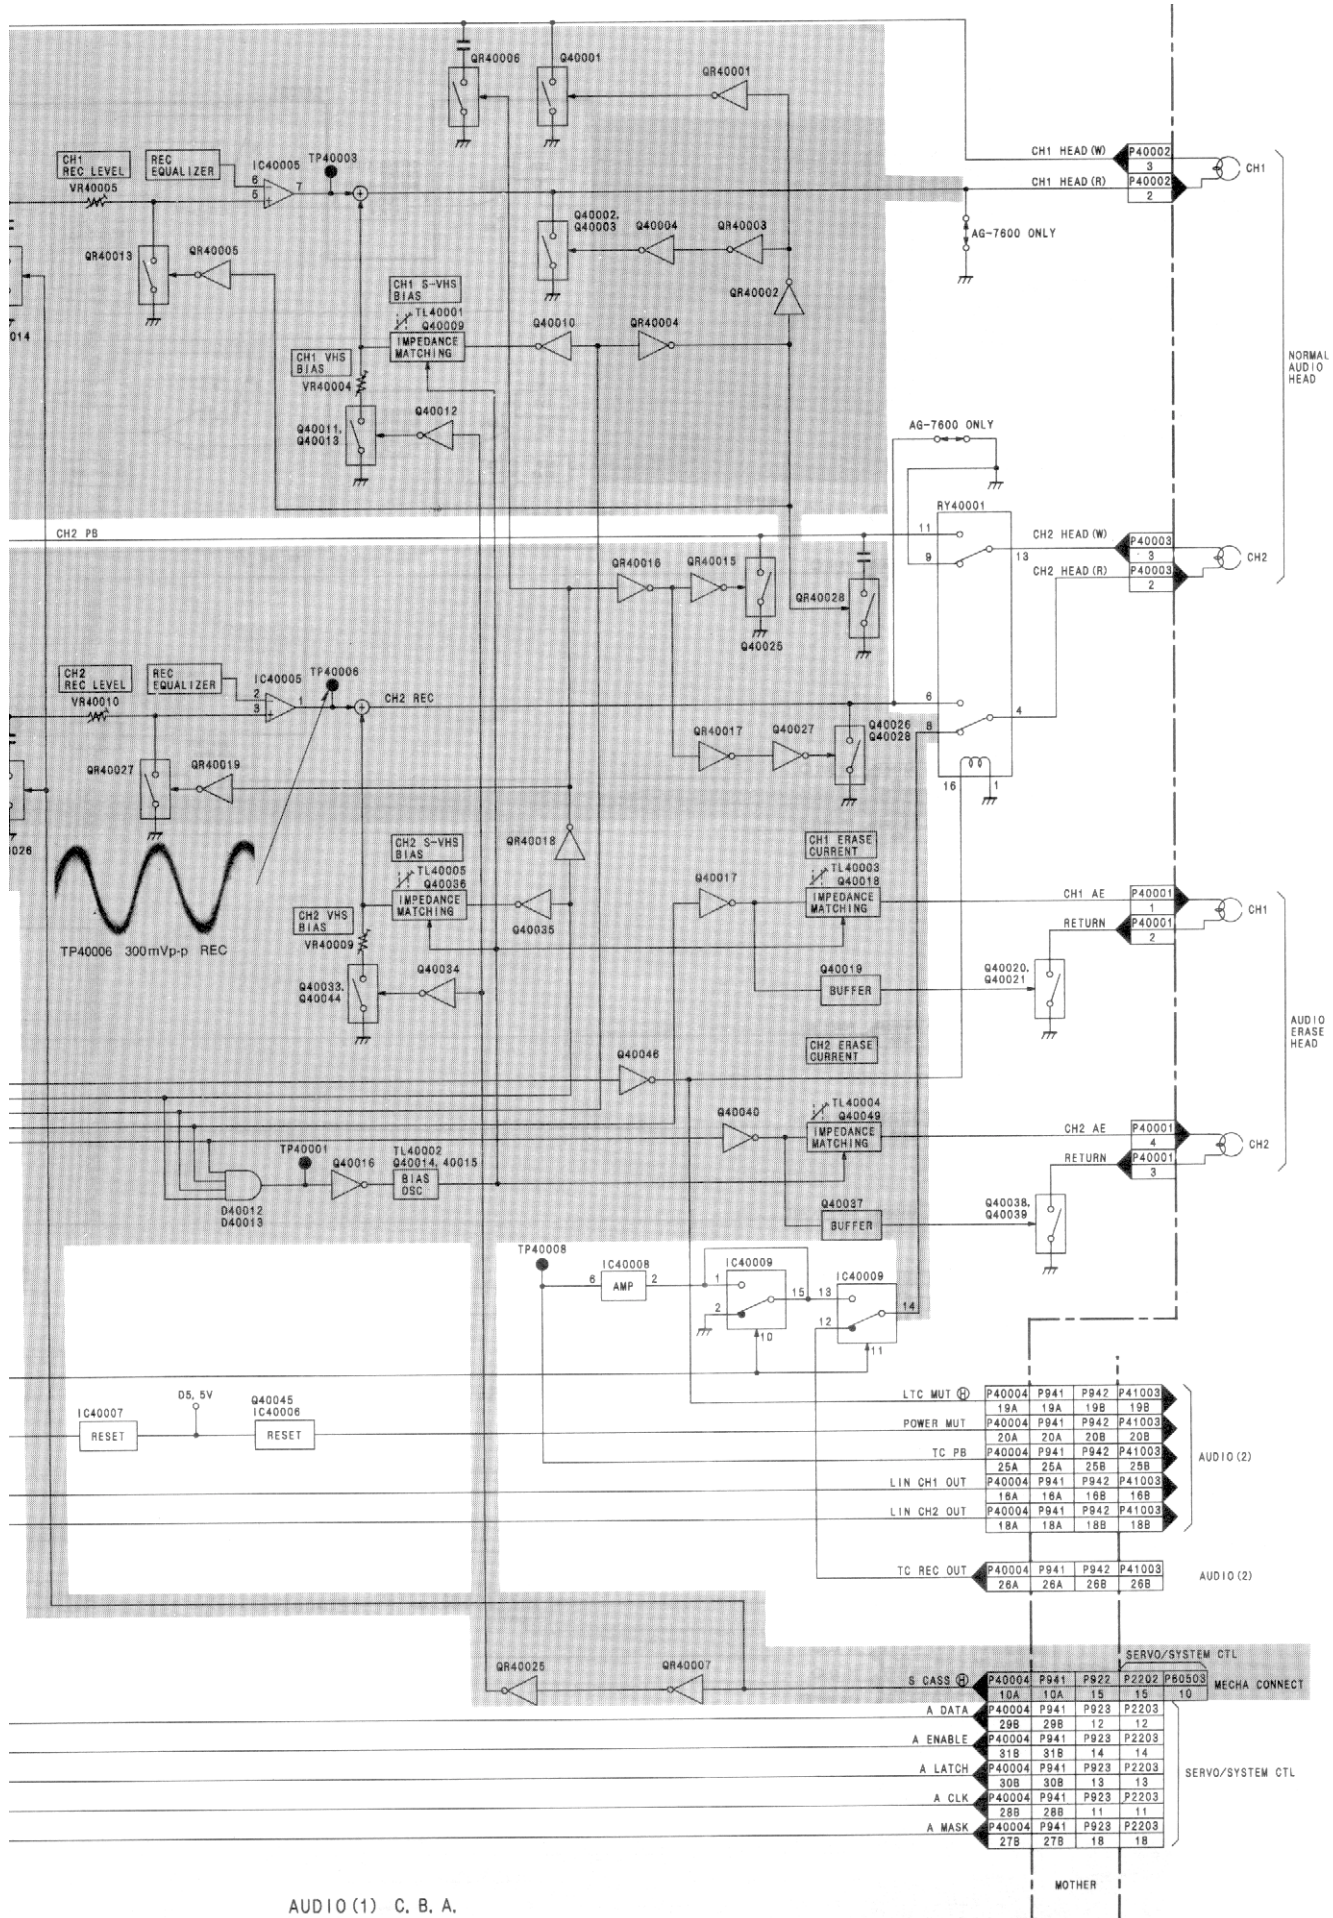 QR40006
Q40001
QR40001
CH1
REC LEVEL
VR40005
REC
EQUALIZER
IC40005
TP40003
6
5
7
CH1 HEAD(W)
P40002
3
CH1 HEAD(R)
P40002
2
CH1
AG-7600 ONLY
QR40013
QR40005
Q40002,
Q40003
Q40004
QR40003
QR40002
014
CH1 S-VHS
BIAS
TL40001
Q40009
IMPEDANCE
MATCHING
Q40010
QR40004
CH1 VHS
BIAS
VR40004
Q40011,
Q40013
Q40012
NORMAL
AUDIO
HEAD
AG-7600 ONLY
RY40001
CH2 PB
11
9
13
CH2 HEAD(W)
P40003
3
CH2 HEAD(R)
P40003
2
CH2
QR40016
QR40015
QR40028
Q40025
CH2
REC LEVEL
VR40010
REC
EQUALIZER
IC40005
TP40006
2
3
1
CH2 REC
6
8
4
16
1
QR40017
Q40027
Q40026
Q40028
QR40027
QR40019
026
QR40018
TP40006 300mVp-p REC
CH2 S-VHS
BIAS
TL40005
Q40036
IMPEDANCE
MATCHING
Q40035
CH2 VHS
BIAS
VR40009
Q40033,
Q40044
Q40034
CH1 ERASE
CURRENT
TL40003
Q40018
Q40017
IMPEDANCE
MATCHING
CH1 AE
P40001
1
RETURN
P40001
2
CH1
Q40019
BUFFER
Q40020,
Q40021
AUDIO
ERASE
HEAD
CH2 ERASE
CURRENT
Q40046
Q40040
TL40004
Q40049
IMPEDANCE
MATCHING
CH2 AE
P40001
4
RETURN
P40001
3
CH2
TP40001
Q40016
TL40002
Q40014, 40015
BIAS
OSC
D40012
D40013
Q40037
BUFFER
Q40038,
Q40039
TP40008
IC40008
6
AMP
2
IC40009
1
2
15
10
IC40009
13
12
14
11
D5, 5V
IC40007
RESET
Q40045
IC40006
RESET
LTC MUT Ⓗ P40004 P941 P942 P41003
19A 19A 19B 19B
POWER MUT P40004 P941 P942 P41003
20A 20A 20B 20B
TC PB P40004 P941 P942 P41003
25A 25A 25B 25B
LIN CH1 OUT P40004 P941 P942 P41003
16A 16A 16B 16B
LIN CH2 OUT P40004 P941 P942 P41003
18A 18A 18B 18B
AUDIO(2)
TC REC OUT P40004 P941 P942 P41003
26A 26A 26B 26B
AUDIO(2)
SERVO/SYSTEM CTL
QR40025
QR40007
S CASS Ⓗ P40004 P941 P922 P2202 P60503
10A 10A 15 15 10
MECHA CONNECT
A DATA P40004 P941 P923 P2203
29B 29B 12 12
A ENABLE P40004 P941 P923 P2203
31B 31B 14 14
A LATCH P40004 P941 P923 P2203
30B 30B 13 13
A CLK P40004 P941 P923 P2203
28B 28B 11 11
A MASK P40004 P941 P923 P2203
27B 27B 18 18
SERVO/SYSTEM CTL
MOTHER
AUDIO(1) C.B.A.